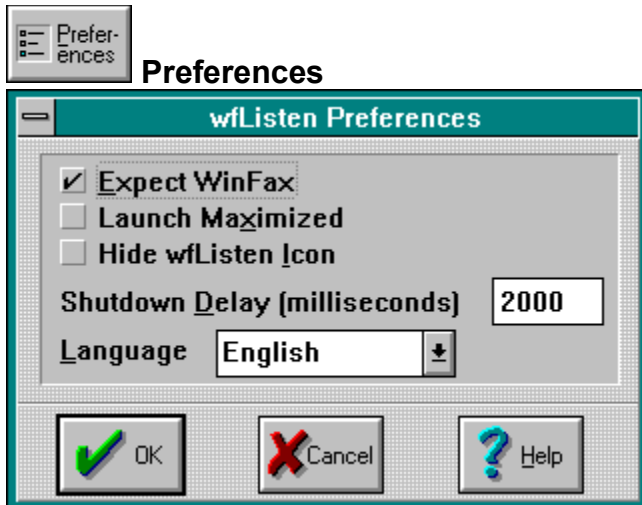 Prefer-
ences
Preferences
wfListen Preferences
Expect WinFax
Launch Maximized
Hide wfListen Icon
Shutdown Delay (milliseconds) 2000
Language English
OK Cancel Help